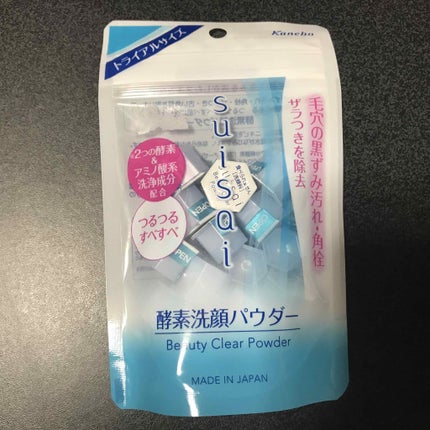 トライアルサイズ
Kanebo
毛穴の黒ずみ汚れ・角栓
ザラつきを除去
suisai
2つの酵素
&
アミノ酸系
洗浄成分
配合
つるつる
すべすべ
OPEN
OPEN
酵素洗顔パウダー
Beauty Clear Powder
MADE IN JAPAN